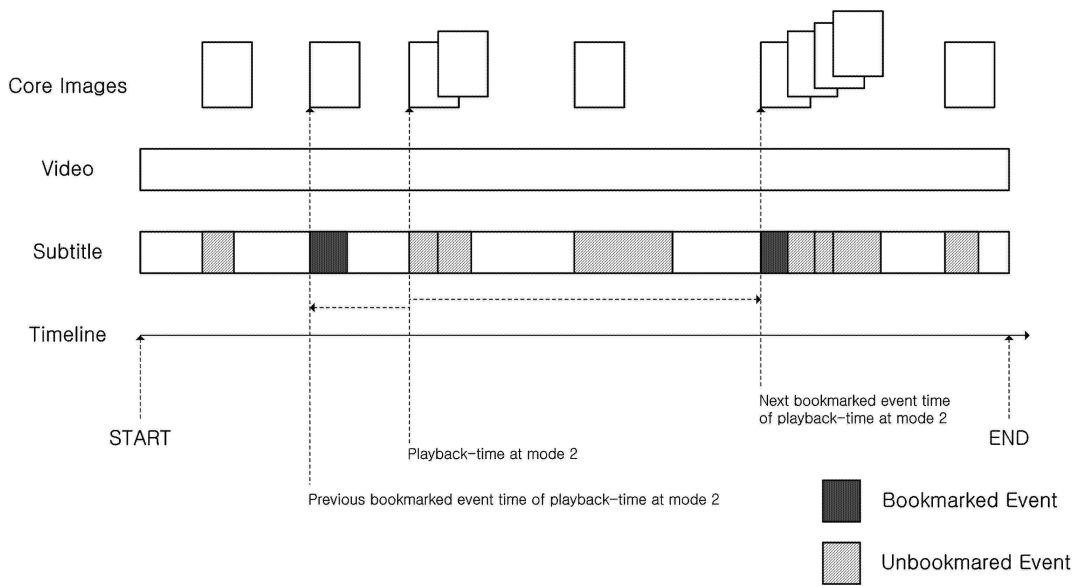 Core Images
Video
Subtitle
Timeline
Next bookmarked event time
of playback-time at mode 2
START
END
Playback-time at mode 2
Previous bookmarked event time of playback-time at mode 2
Bookmarked Event
Unbookmared Event